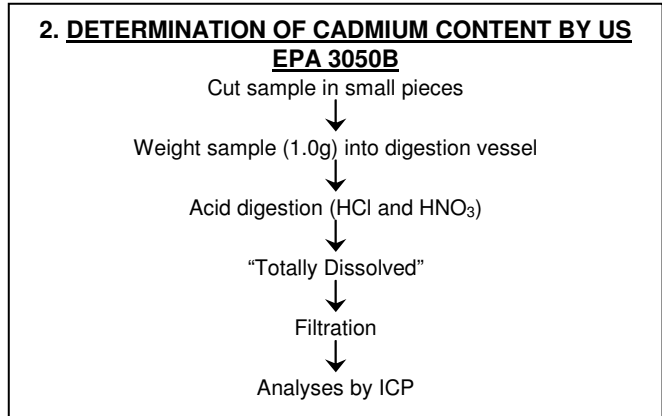 2. DETERMINATION OF CADMIUM CONTENT BY US
EPA 3050B
Cut sample in small pieces
Weight sample (1.0g) into digestion vessel
Acid digestion (HCl and HNO₃)
“Totally Dissolved”
Filtration
Analyses by ICP